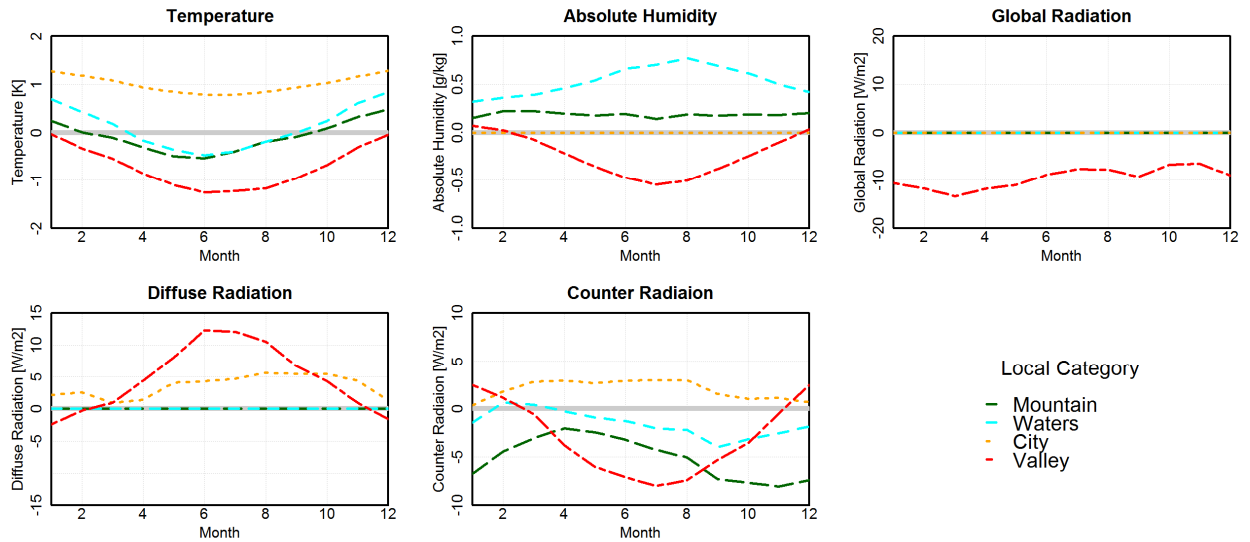 Temperature
Temperature [K]
2
1
0
-1
-2
2 4 6 8 10 12
Month
Absolute Humidity
Absolute Humidity [g/kg]
1.0
0.5
0.0
-0.5
-1.0
2 4 6 8 10 12
Month
Global Radiation
Global Radiation [W/m2]
20
10
0
-10
-20
2 4 6 8 10 12
Month
Diffuse Radiation
Diffuse Radiation [W/m2]
15
10
5
0
-5
-15
2 4 6 8 10 12
Month
Counter Radiaion
Counter Radiaion [W/m2]
10
5
0
-5
-10
2 4 6 8 10 12
Month
Local Category
Mountain
Waters
City
Valley